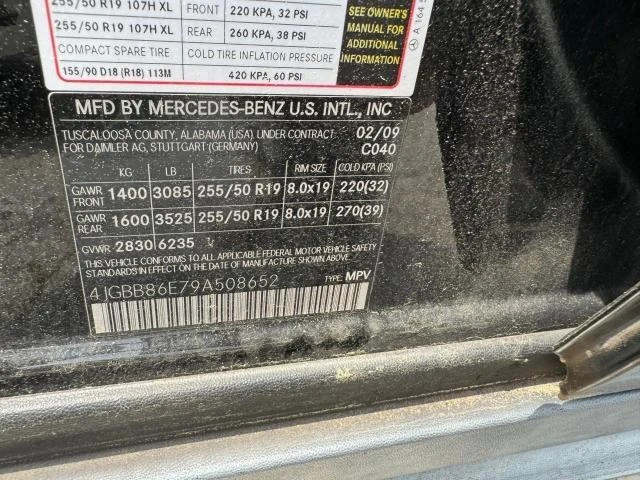 255/50 R19 107H XL FRONT 220 KPA, 32 PSI
255/50 R19 107H XL REAR 260 KPA, 38 PSI
COMPACT SPARE TIRE COLD TIRE INFLATION PRESSURE
155/90 D18 (R18) 113M 420 KPA, 60 PSI
SEE OWNER'S
MANUAL FOR
ADDITIONAL
INFORMATION
A 164 5
MFD BY MERCEDES-BENZ U.S. INTL., INC
TUSCALOOSA COUNTY, ALABAMA (USA) UNDER CONTRACT: 02/09
FOR DAIMLER AG, STUTTGART (GERMANY) C040
KG LB TIRES RIM SIZE COLD KPA (PSI)
GAWR FRONT 1400 3085 255/50 R19 8.0x19 220(32)
GAWR REAR 1600 3525 255/50 R19 8.0x19 270(39)
GVWR 2830 6235
THIS VEHICLE CONFORMS TO ALL APPLICABLE FEDERAL MOTOR VEHICLE SAFETY
STANDARDS IN EFFECT ON THE DATE OF MANUFACTURE SHOWN ABOVE.
4JGBB86E79A508652 TYPE: MPV